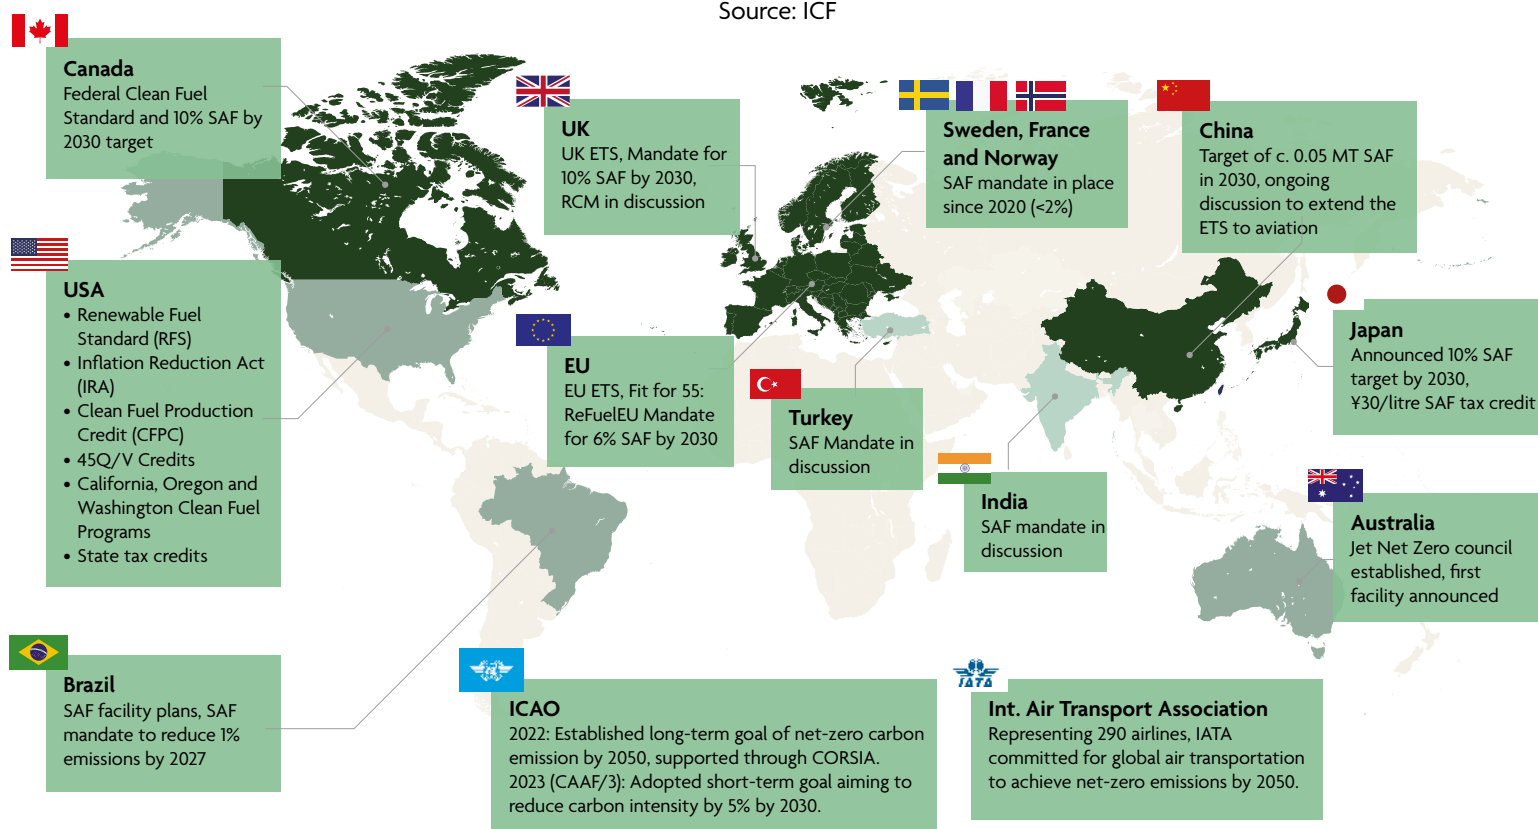 Source: ICF
Canada
Federal Clean Fuel
Standard and 10% SAF by
2030 target
UK
UK ETS, Mandate for
10% SAF by 2030,
RCM in discussion
Sweden, France
and Norway
SAF mandate in place
since 2020 (<2%)
China
Target of c. 0.05 MT SAF
in 2030, ongoing
discussion to extend the
ETS to aviation
USA
• Renewable Fuel
Standard (RFS)
• Inflation Reduction Act
(IRA)
• Clean Fuel Production
Credit (CFPC)
• 45Q/V Credits
• California, Oregon and
Washington Clean Fuel
Programs
• State tax credits
EU
EU ETS, Fit for 55:
ReFuelEU Mandate
for 6% SAF by 2030
Turkey
SAF Mandate in
discussion
India
SAF mandate in
discussion
Japan
Announced 10% SAF
target by 2030,
¥30/litre SAF tax credit
Australia
Jet Net Zero council
established, first
facility announced
Brazil
SAF facility plans, SAF
mandate to reduce 1%
emissions by 2027
ICAO
2022: Established long-term goal of net-zero carbon
emission by 2050, supported through CORSIA.
2023 (CAAF/3): Adopted short-term goal aiming to
reduce carbon intensity by 5% by 2030.
IATA
Int. Air Transport Association
Representing 290 airlines, IATA
committed for global air transportation
to achieve net-zero emissions by 2050.